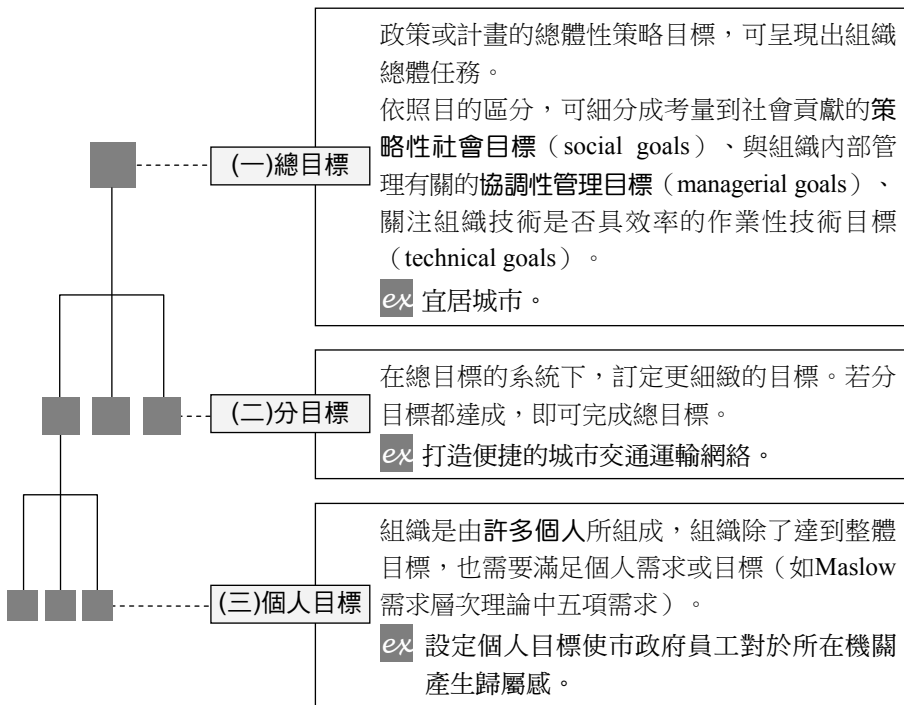 政策或計畫的總體性策略目標，可呈現出組織
總體任務。
依照目的區分，可細分成考量到社會貢獻的策
略性社會目標（social goals）、與組織內部管
理有關的協調性管理目標（managerial goals）、
關注組織技術是否具效率的作業性技術目標
（technical goals）。
ex 宜居城市。
(一)總目標
在總目標的系統下，訂定更細緻的目標。若分
目標都達成，即可完成總目標。
ex 打造便捷的城市交通運輸網絡。
(二)分目標
組織是由許多個人所組成，組織除了達到整體
目標，也需要滿足個人需求或目標（如Maslow
需求層次理論中五項需求）。
ex 設定個人目標使市政府員工對於所在機關
產生歸屬感。
(三)個人目標